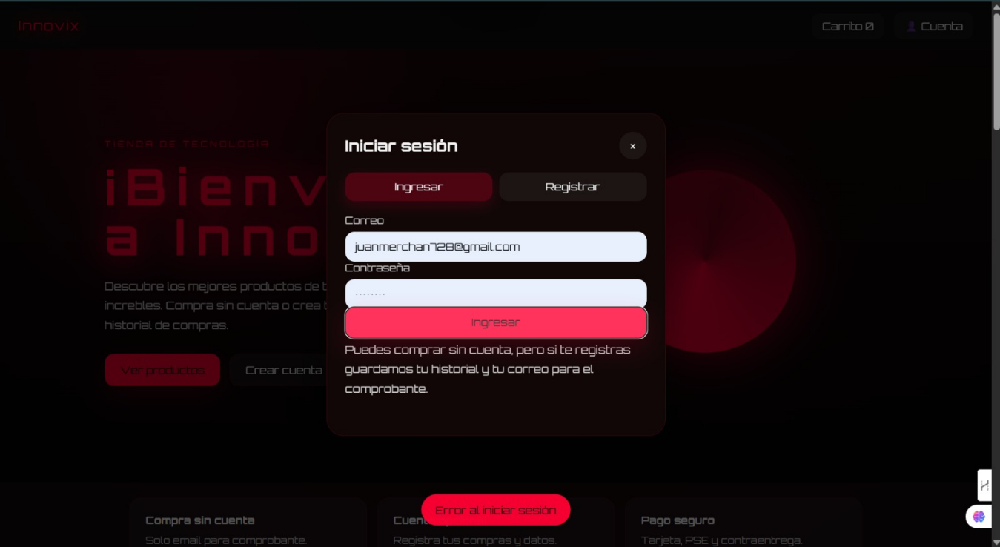 Innovix
Carrito 0
Cuenta
TIENDA DE TECNOLOGIA
¡Bienv
a Inno
Descubre los mejores productos de t
increbles. Compra sin cuenta o crea t
historial de compras.
Ver productos
Crear cuenta
Iniciar sesión
x
Ingresar
Registrar
Correo
juanmerchan728@gmail.com
Contraseña
........
Ingresar
Puedes comprar sin cuenta, pero si te registras
guardamos tu historial y tu correo para el
comprobante.
Error al iniciar sesión
Compra sin cuenta
Solo email para comprobante.
Cuen
Registra tus compras y datos.
Pago seguro
Tarjeta, PSE y contraentrega.